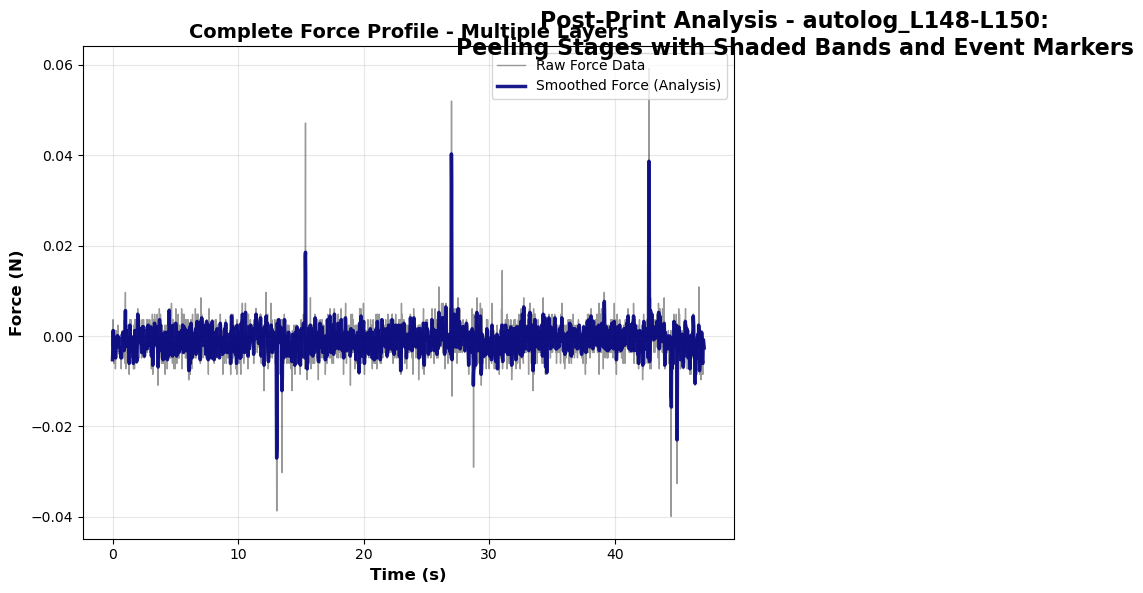 Post-Print Analysis - autolog_L148-L150:
Peeling Stages with Shaded Bands and Event Markers
Complete Force Profile - Multiple Layers
Raw Force Data
Smoothed Force (Analysis)
Force (N)
0.06
0.04
0.02
0.00
−0.02
−0.04
0
10
20
30
40
Time (s)